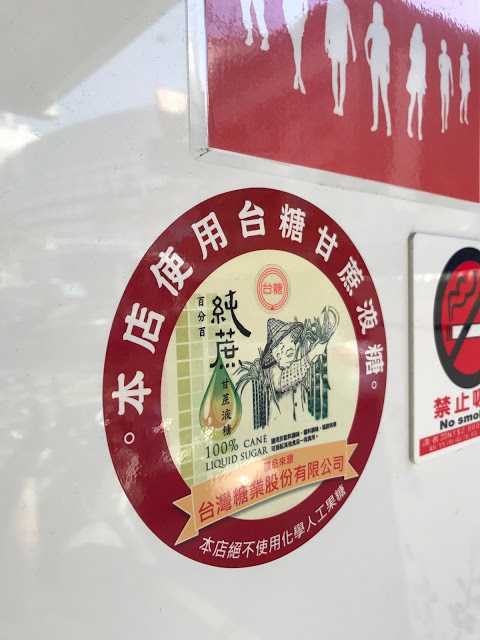 本店使用台糖甘蔗液糖。
台糖
百分百
純蔗
甘蔗液糖
100% CANE
LIQUID SUGAR
台灣糖業股份有限公司
本店絕不使用化學人工果糖
禁止吸
No smo